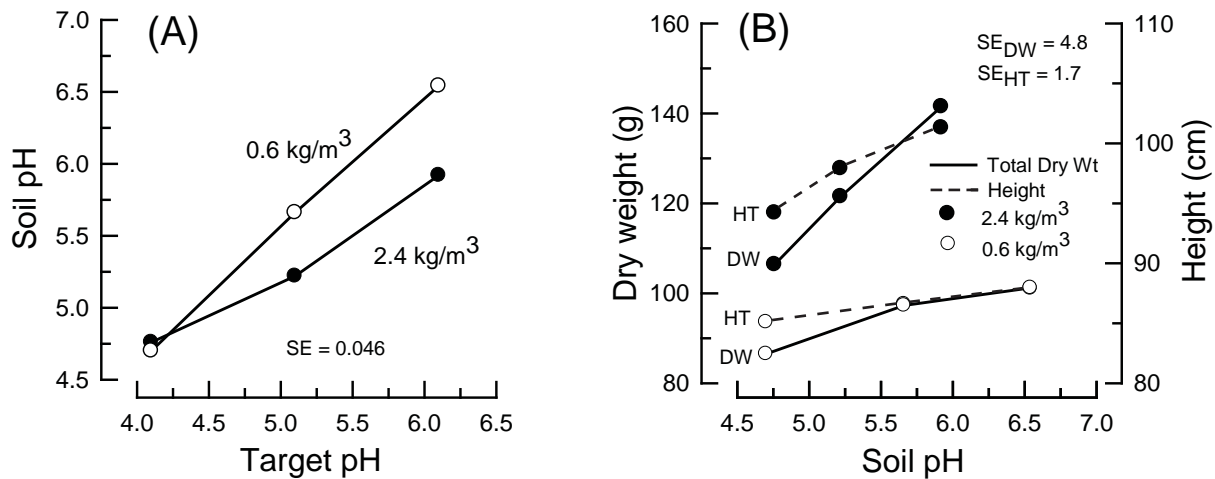 (A)
Soil pH
7.0
6.5
6.0
5.5
5.0
4.5
0.6 kg/m³
2.4 kg/m³
SE = 0.046
4.0 4.5 5.0 5.5 6.0 6.5
Target pH
(B)
Dry weight (g)
160
140
120
100
80
SE_DW = 4.8
SE_HT = 1.7
Total Dry Wt
Height
2.4 kg/m³
0.6 kg/m³
HT
DW
HT
DW
110
100
90
80
Height (cm)
4.5 5.0 5.5 6.0 6.5 7.0
Soil pH